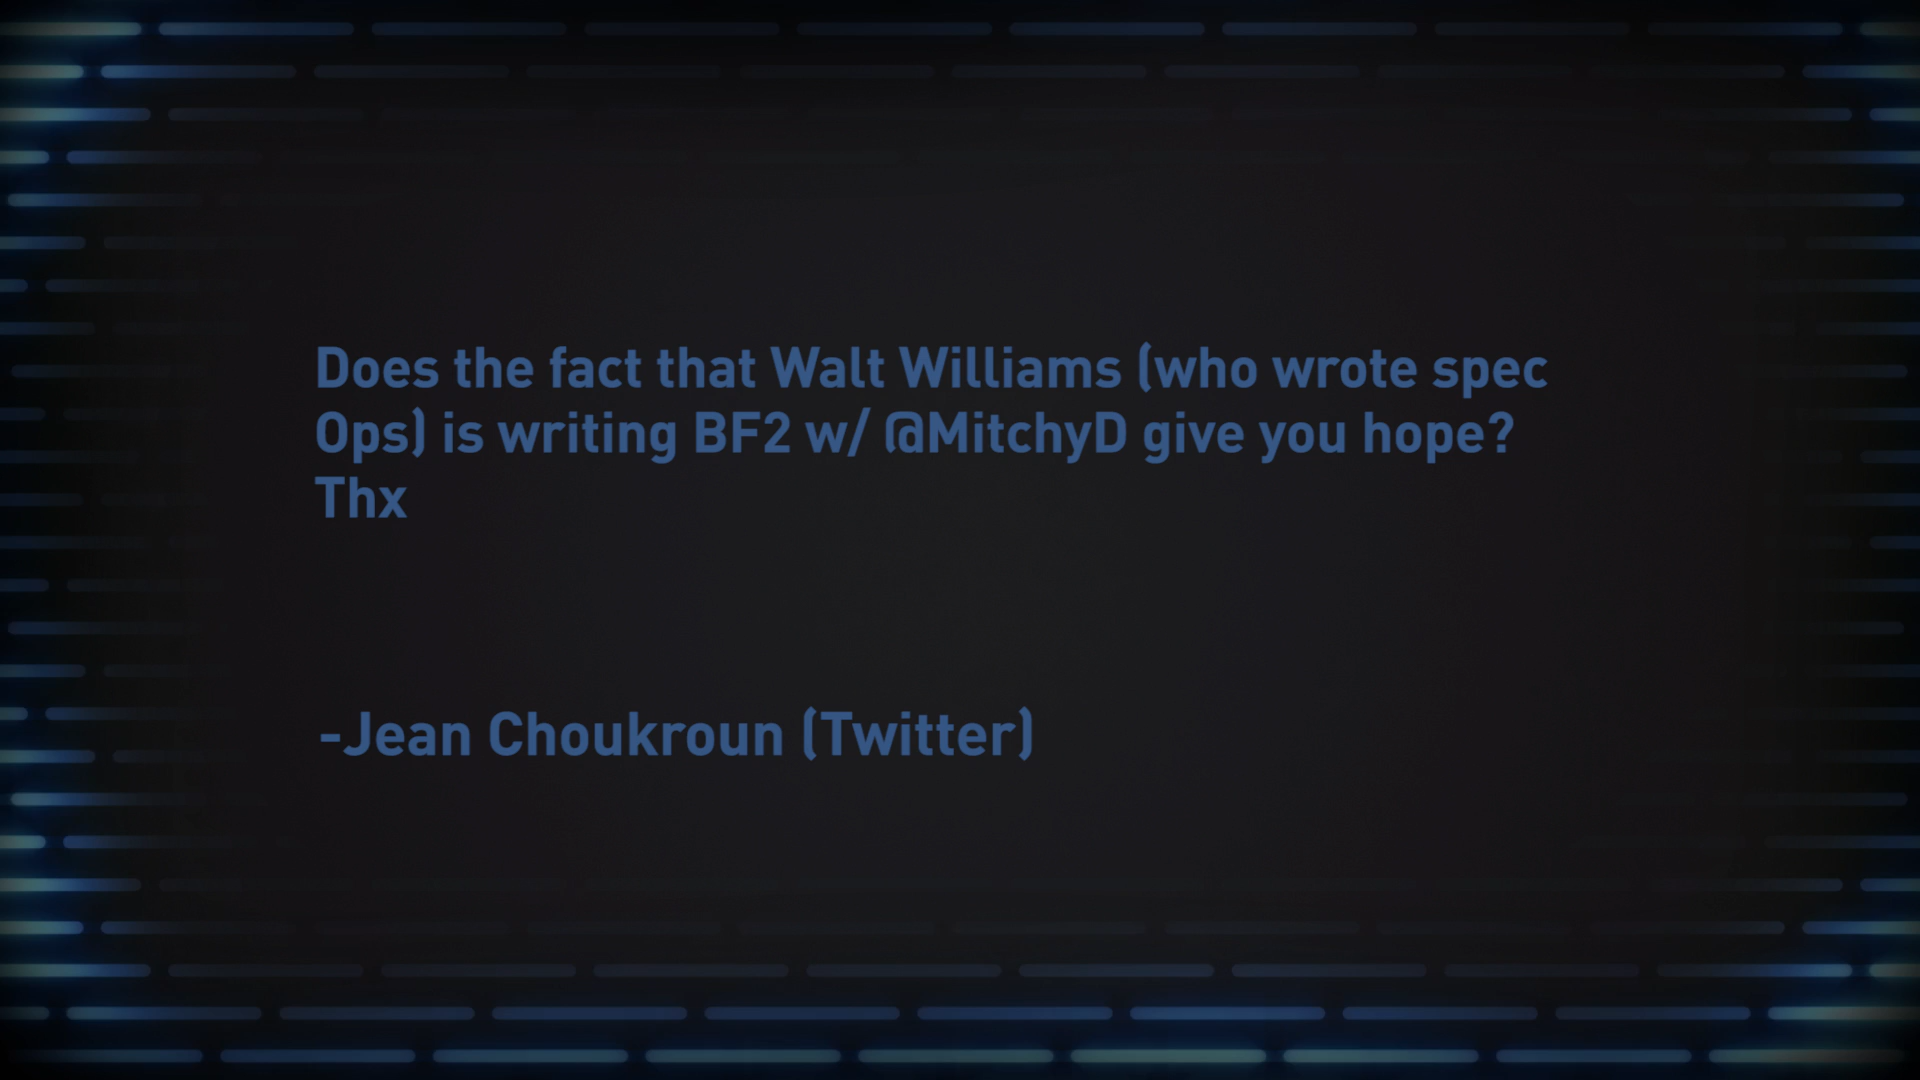 Does the fact that Walt Williams (who wrote spec
Ops) is writing BF2 w/ @MitchyD give you hope?
Thx
-Jean Choukroun (Twitter)